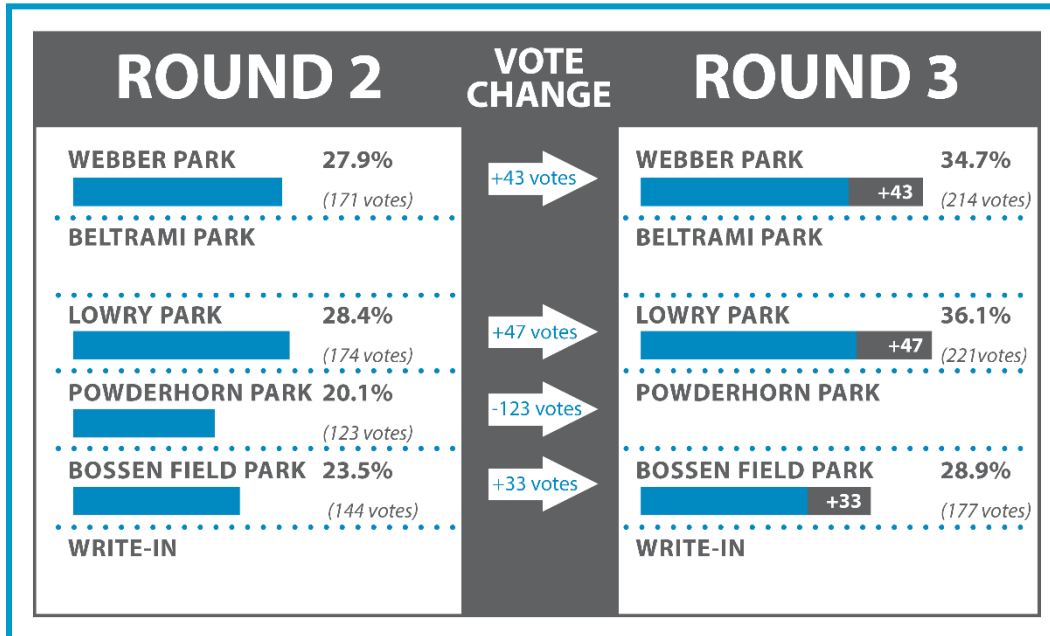 ROUND 2
VOTE
CHANGE
ROUND 3
WEBBER PARK 27.9%
(171 votes)
+43 votes
WEBBER PARK 34.7%
+43
(214 votes)
BELTRAMI PARK
BELTRAMI PARK
LOWRY PARK 28.4%
(174 votes)
+47 votes
LOWRY PARK 36.1%
+47
(221votes)
POWDERHORN PARK 20.1%
(123 votes)
-123 votes
POWDERHORN PARK
BOSSEN FIELD PARK 23.5%
(144 votes)
+33 votes
BOSSEN FIELD PARK 28.9%
+33
(177 votes)
WRITE-IN
WRITE-IN